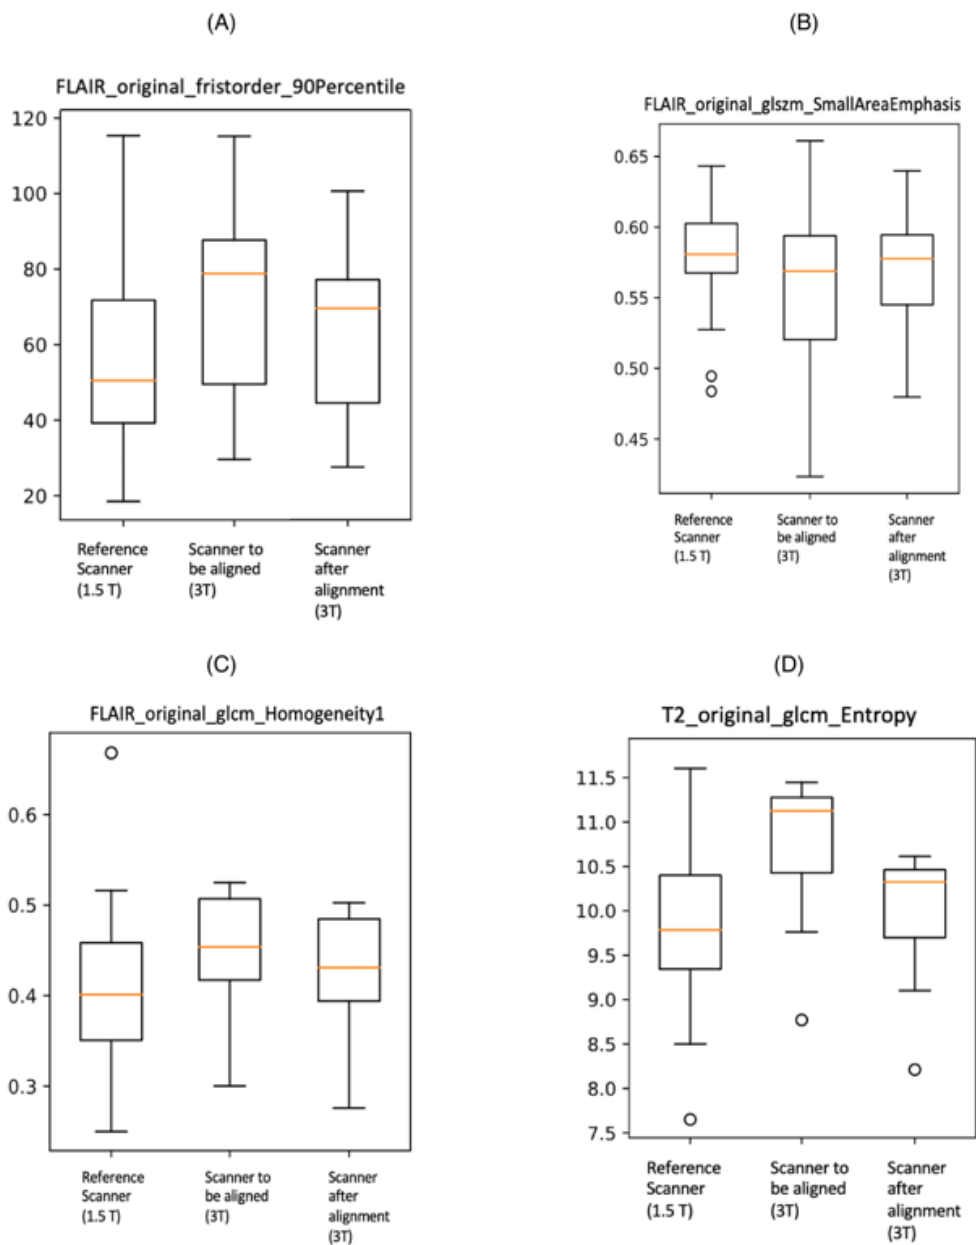 (A)
FLAIR_original_fristorder_90Percentile
120
100
80
60
40
20
Reference
Scanner
(1.5 T)
Scanner to
be aligned
(3T)
Scanner
after
alignment
(3T)
(B)
FLAIR_original_glszm_SmallAreaEmphasis
0.65
0.60
0.55
0.50
0.45
Reference
Scanner
(1.5 T)
Scanner to
be aligned
(3T)
Scanner
after
alignment
(3T)
(C)
FLAIR_original_glcm_Homogeneity1
0.6
0.5
0.4
0.3
Reference
Scanner
(1.5 T)
Scanner to
be aligned
(3T)
Scanner
after
alignment
(3T)
(D)
T2_original_glcm_Entropy
11.5
11.0
10.5
10.0
9.5
9.0
8.5
8.0
7.5
Reference
Scanner
(1.5 T)
Scanner to
be aligned
(3T)
Scanner
after
alignment
(3T)